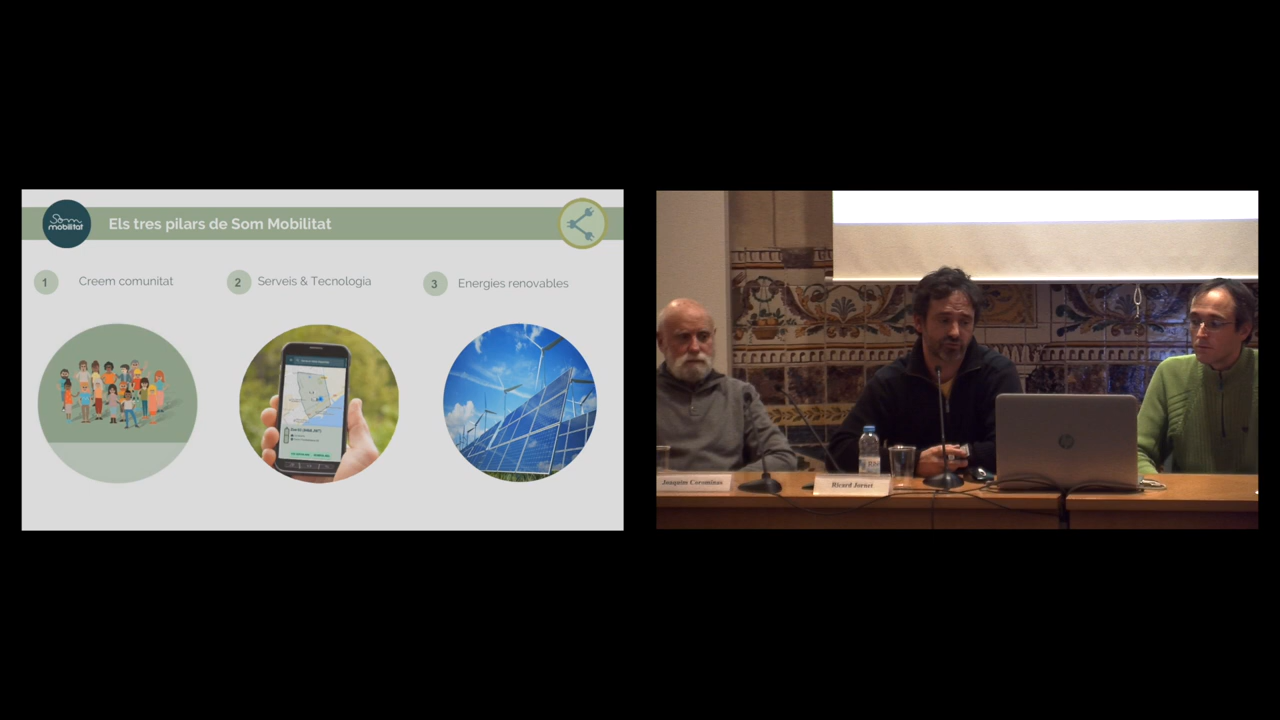 Som
mobilitat
Els tres pilars de Som Mobilitat
1 Creem comunitat
2 Serveis & Tecnologia
3 Energies renovables
Joaquim Corominas
Ricard Jornet
hp